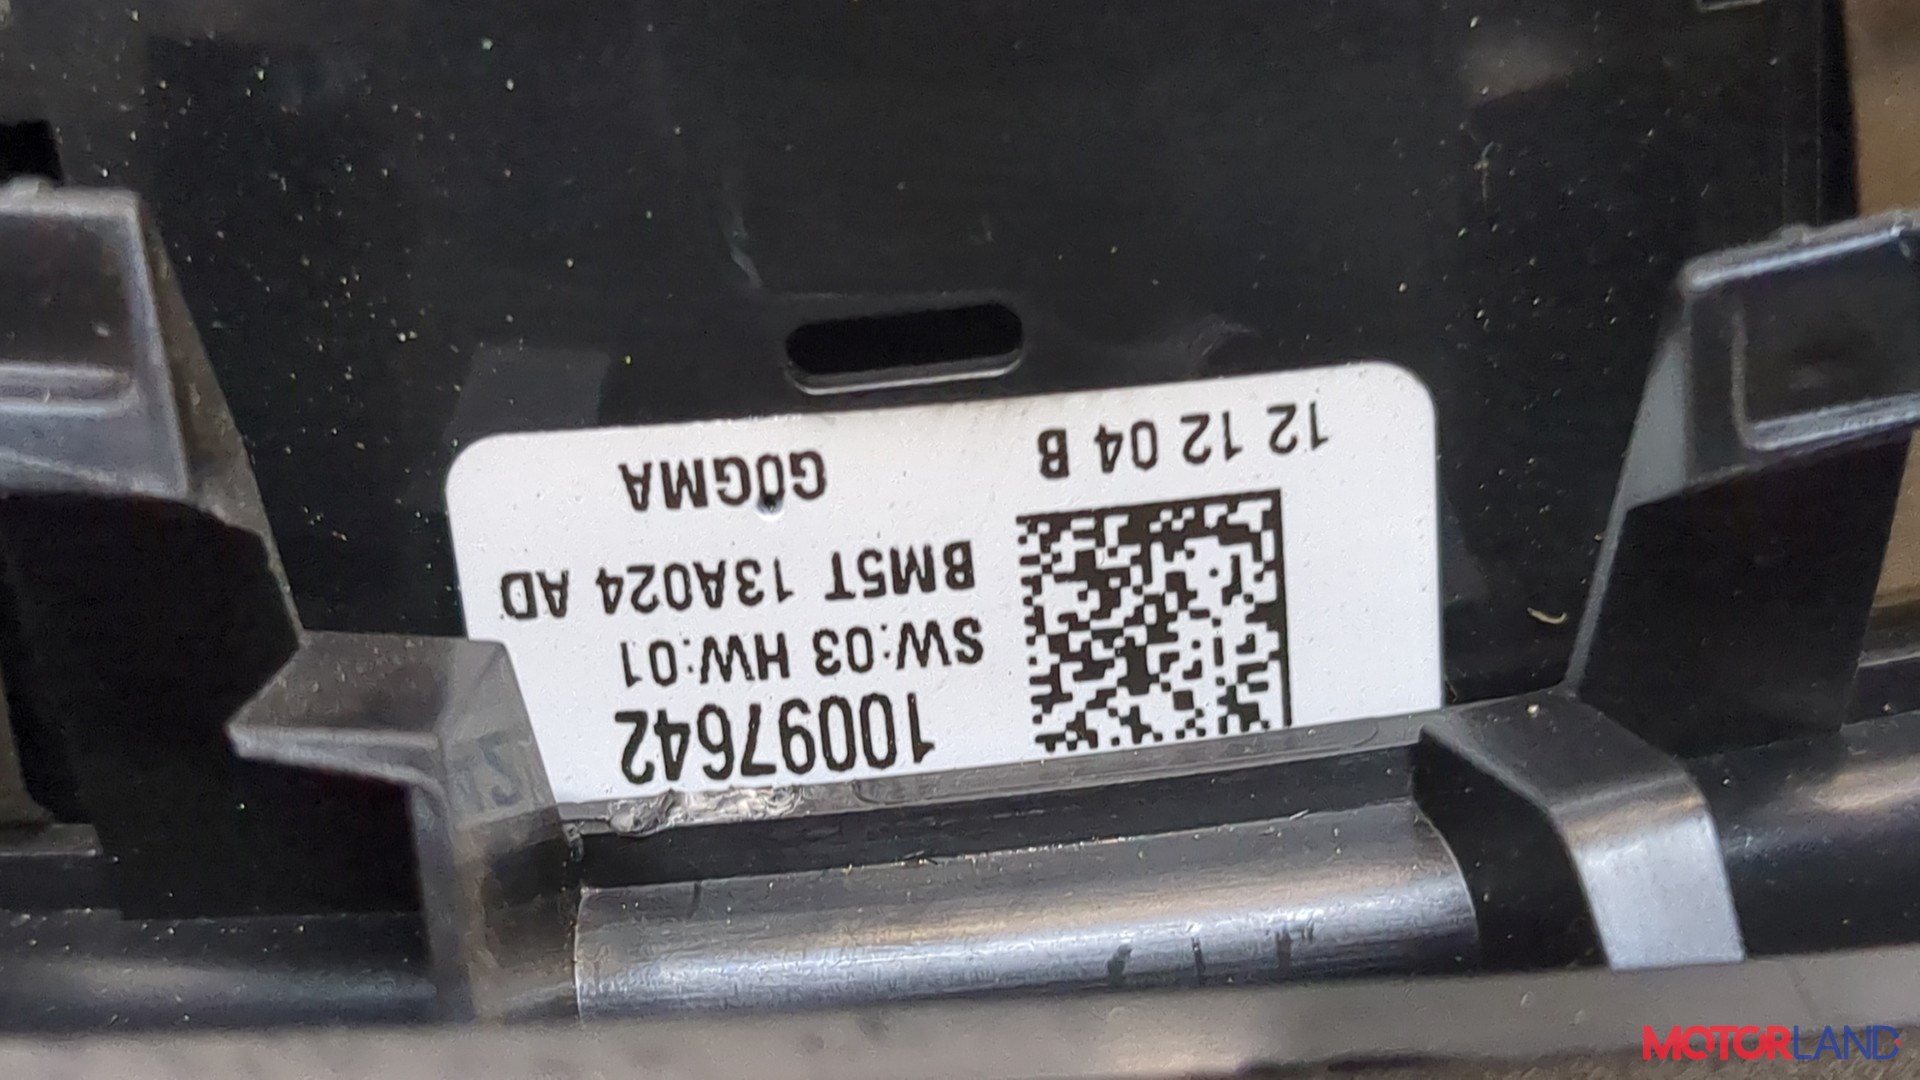 10097642
SW:03 HW:01
BM5T 13A024 AD
G0GMA
12 12 04 B
MOTORLAND